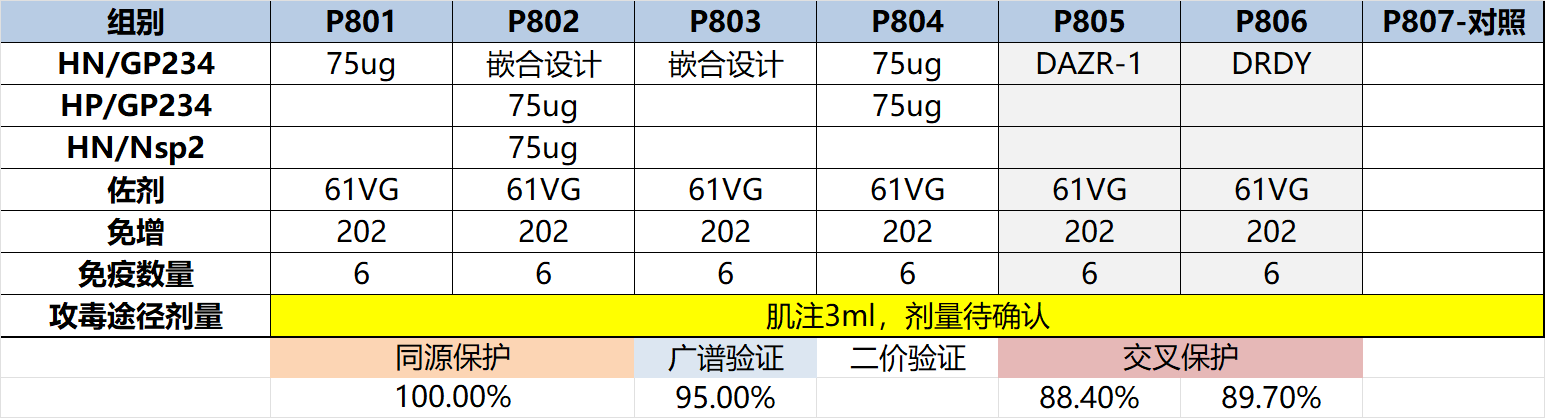 组别 P801 P802 P803 P804 P805 P806 P807-对照
HN/GP234 75ug 嵌合设计 嵌合设计 75ug DAZR-1 DRDY
HP/GP234 75ug 75ug
HN/Nsp2 75ug
佐剂 61VG 61VG 61VG 61VG 61VG 61VG
免增 202 202 202 202 202 202
免疫数量 6 6 6 6 6 6
攻毒途径剂量 肌注3ml，剂量待确认
同源保护 广谱验证 二价验证 交叉保护
100.00% 95.00% 88.40% 89.70%